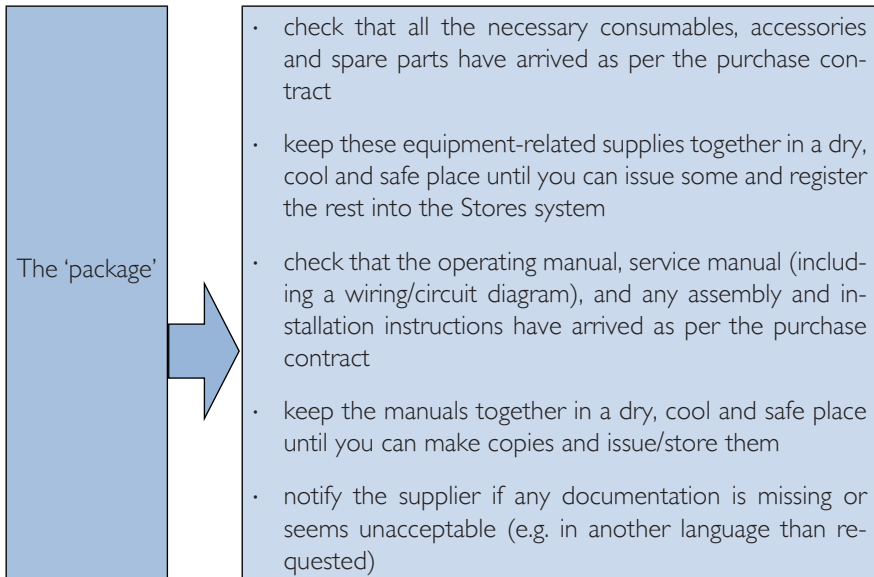 The ‘package’
· check that all the necessary consumables, accessories
and spare parts have arrived as per the purchase con-
tract
· keep these equipment-related supplies together in a dry,
cool and safe place until you can issue some and register
the rest into the Stores system
· check that the operating manual, service manual (includ-
ing a wiring/circuit diagram), and any assembly and in-
stallation instructions have arrived as per the purchase
contract
· keep the manuals together in a dry, cool and safe place
until you can make copies and issue/store them
· notify the supplier if any documentation is missing or
seems unacceptable (e.g. in another language than re-
quested)